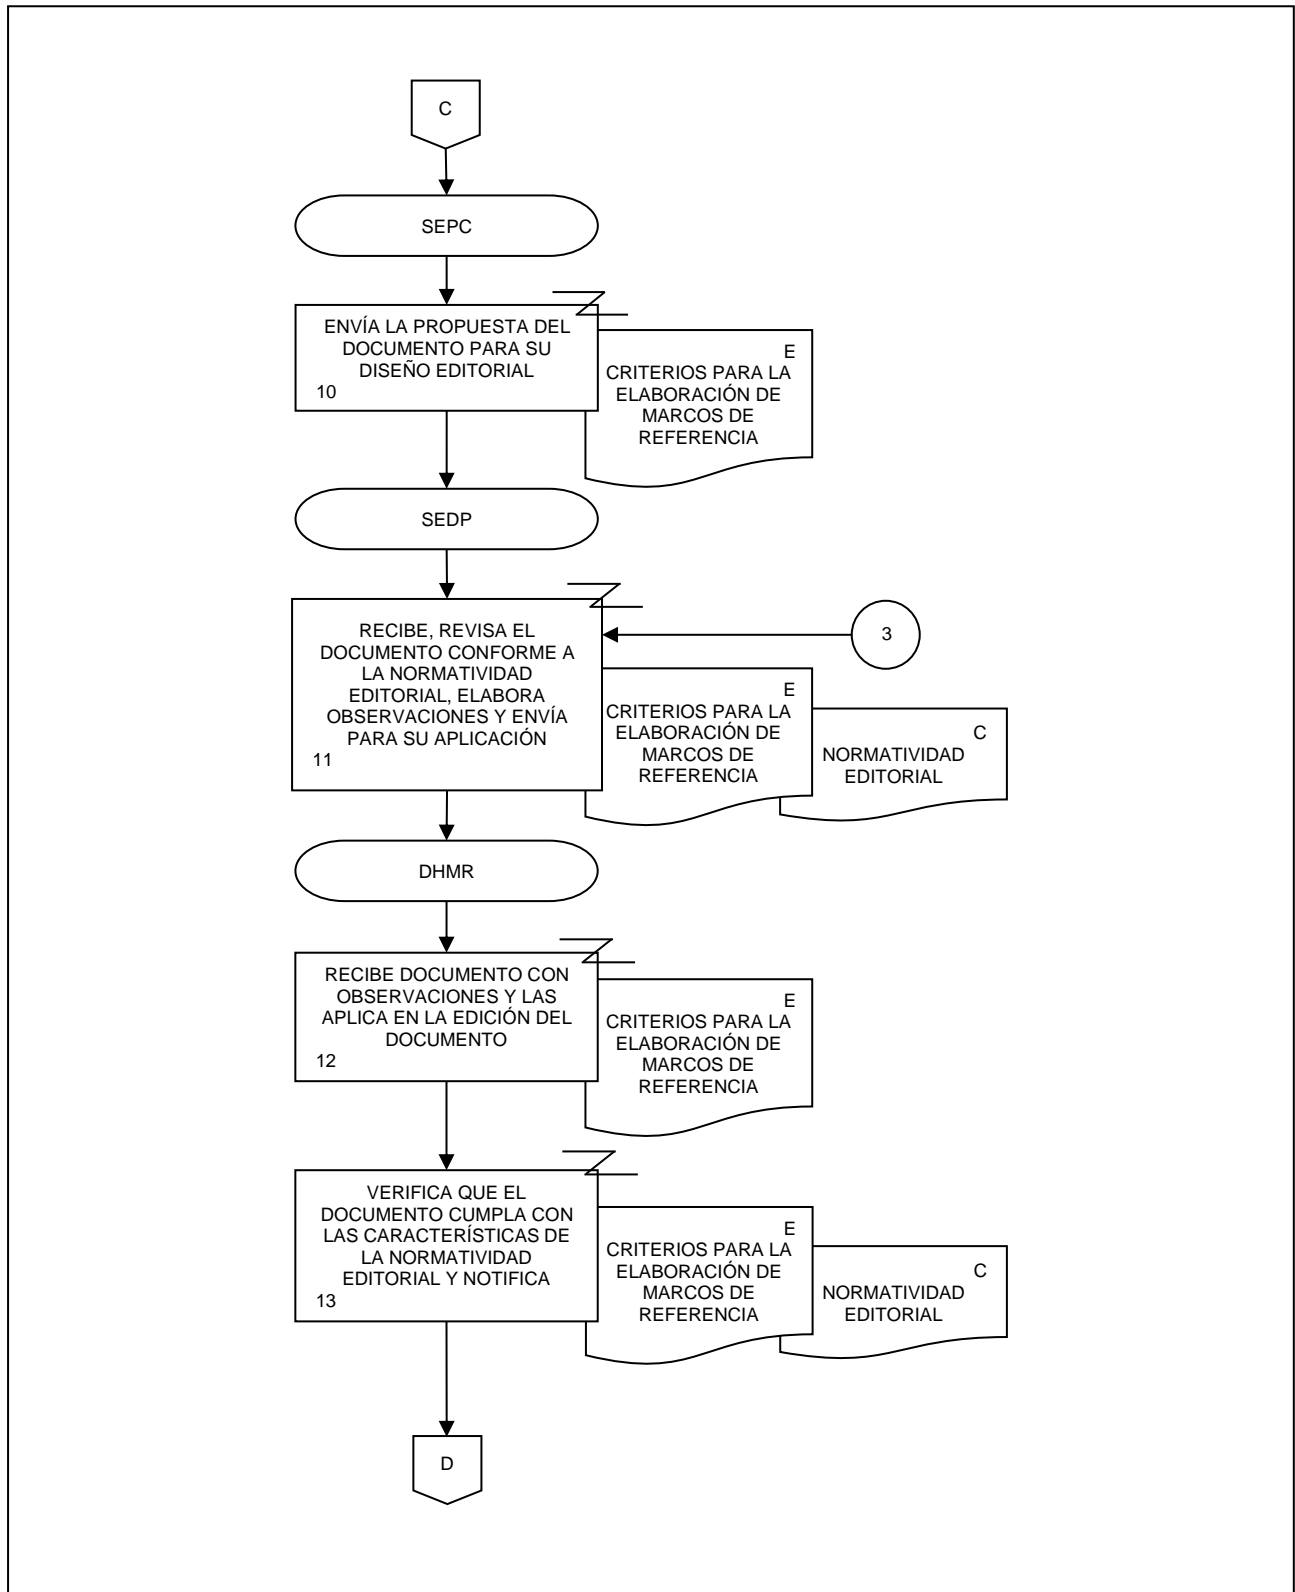 C
SEPC
ENVÍA LA PROPUESTA DEL
DOCUMENTO PARA SU
DISEÑO EDITORIAL
10
E
CRITERIOS PARA LA
ELABORACIÓN DE
MARCOS DE
REFERENCIA
SEDP
RECIBE, REVISA EL
DOCUMENTO CONFORME A
LA NORMATIVIDAD
EDITORIAL, ELABORA
OBSERVACIONES Y ENVÍA
PARA SU APLICACIÓN
11
3
E
CRITERIOS PARA LA
ELABORACIÓN DE
MARCOS DE
REFERENCIA
C
NORMATIVIDAD
EDITORIAL
DHMR
RECIBE DOCUMENTO CON
OBSERVACIONES Y LAS
APLICA EN LA EDICIÓN DEL
DOCUMENTO
12
E
CRITERIOS PARA LA
ELABORACIÓN DE
MARCOS DE
REFERENCIA
VERIFICA QUE EL
DOCUMENTO CUMPLA CON
LAS CARACTERÍSTICAS DE
LA NORMATIVIDAD
EDITORIAL Y NOTIFICA
13
E
CRITERIOS PARA LA
ELABORACIÓN DE
MARCOS DE
REFERENCIA
C
NORMATIVIDAD
EDITORIAL
D